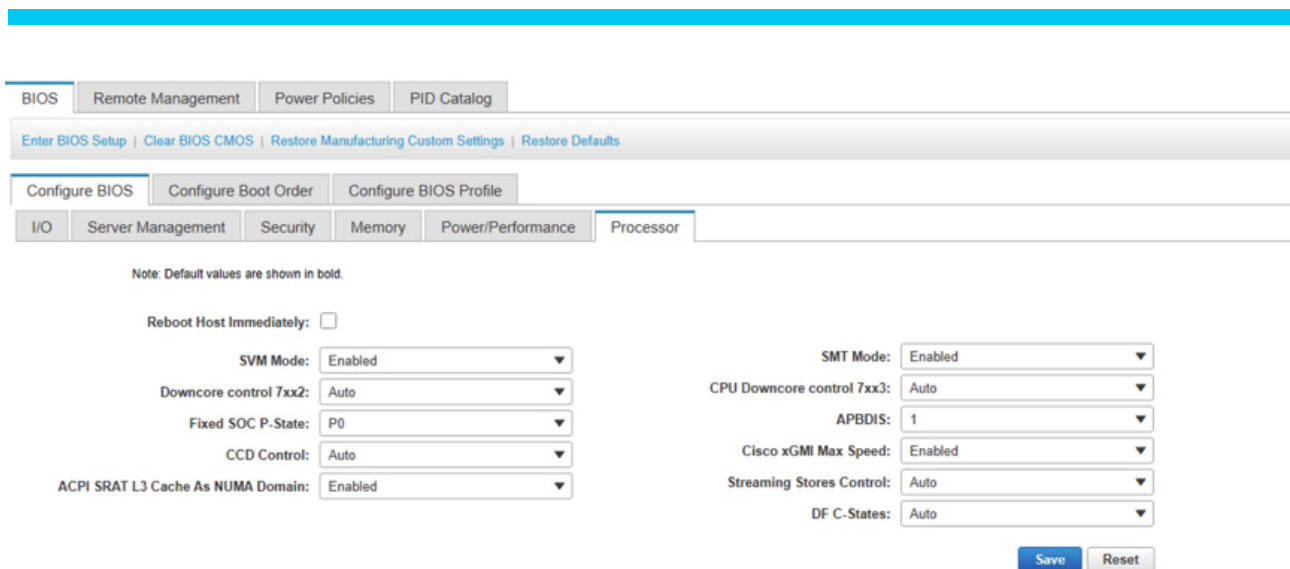 BIOS Remote Management Power Policies PID Catalog
Enter BIOS Setup | Clear BIOS CMOS | Restore Manufacturing Custom Settings | Restore Defaults
Configure BIOS Configure Boot Order Configure BIOS Profile
I/O Server Management Security Memory Power/Performance Processor
Note: Default values are shown in bold.
Reboot Host Immediately:
SVM Mode: Enabled
Downcore control 7xx2: Auto
Fixed SOC P-State: P0
CCD Control: Auto
ACPI SRAT L3 Cache As NUMA Domain: Enabled
SMT Mode: Enabled
CPU Downcore control 7xx3: Auto
APBDIS: 1
Cisco xGMI Max Speed: Enabled
Streaming Stores Control: Auto
DF C-States: Auto
Save Reset